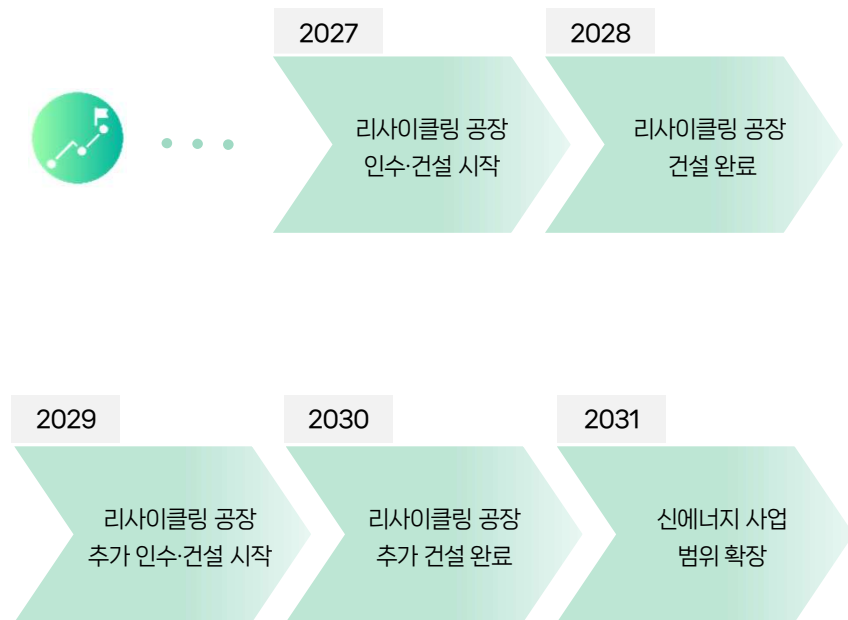 2027
리사이클링 공장
인수·건설 시작
2028
리사이클링 공장
건설 완료
2029
리사이클링 공장
추가 인수·건설 시작
2030
리사이클링 공장
추가 건설 완료
2031
신에너지 사업
범위 확장